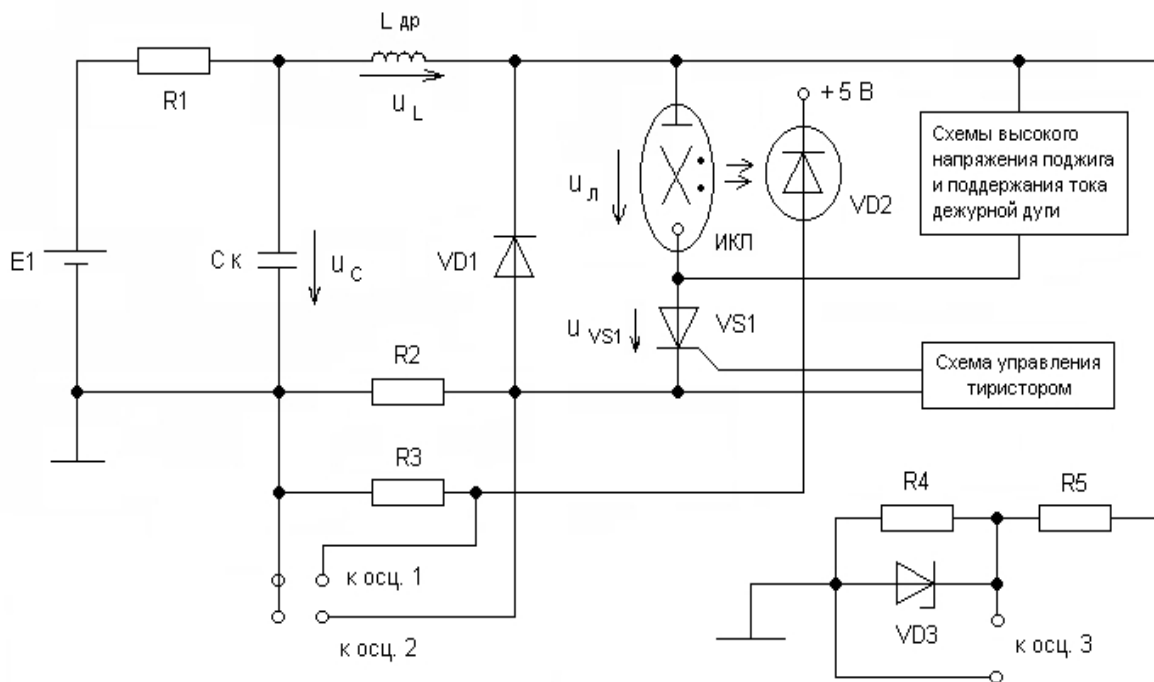 L др
R1
u L
+ 5 В
Схемы высокого
напряжения поджига
и поддержания тока
дежурной дуги
u л
VD2
ИКЛ
E1
С к
u C
VD1
u VS1
VS1
R2
Схема управления
тиристором
R3
R4
R5
к осц. 1
VD3
к осц. 2
к осц. 3